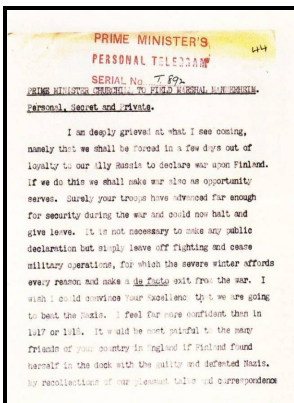 PRIME MINISTER'S
PERSONAL TELEGRAM
44
SERIAL No. T. 892
PRIME MINISTER CHURCHILL TO FIELD MARSHAL MANNERHEIM.
Personal, Secret and Private.
I am deeply grieved at what I see coming,
namely that we shall be forced in a few days out of
loyalty to our Ally Russia to declare war upon Finland.
If we do this we shall make war also as opportunity
serves. Surely your troops have advanced far enough
for security during the war and could now halt and
give leave. It is not necessary to make any public
declaration but simply leave off fighting and cease
military operations, for which the severe winter affords
every reason and make a de facto exit from the war. I
wish I could convince Your Excellency that we are going
to beat the Nazis. I feel far more confident than in
1917 or 1918. It would be most painful to the many
friends of your country in England if Finland found
herself in the dock with the guilty and defeated Nazis.
My recollections of our pleasant talks and correspondence